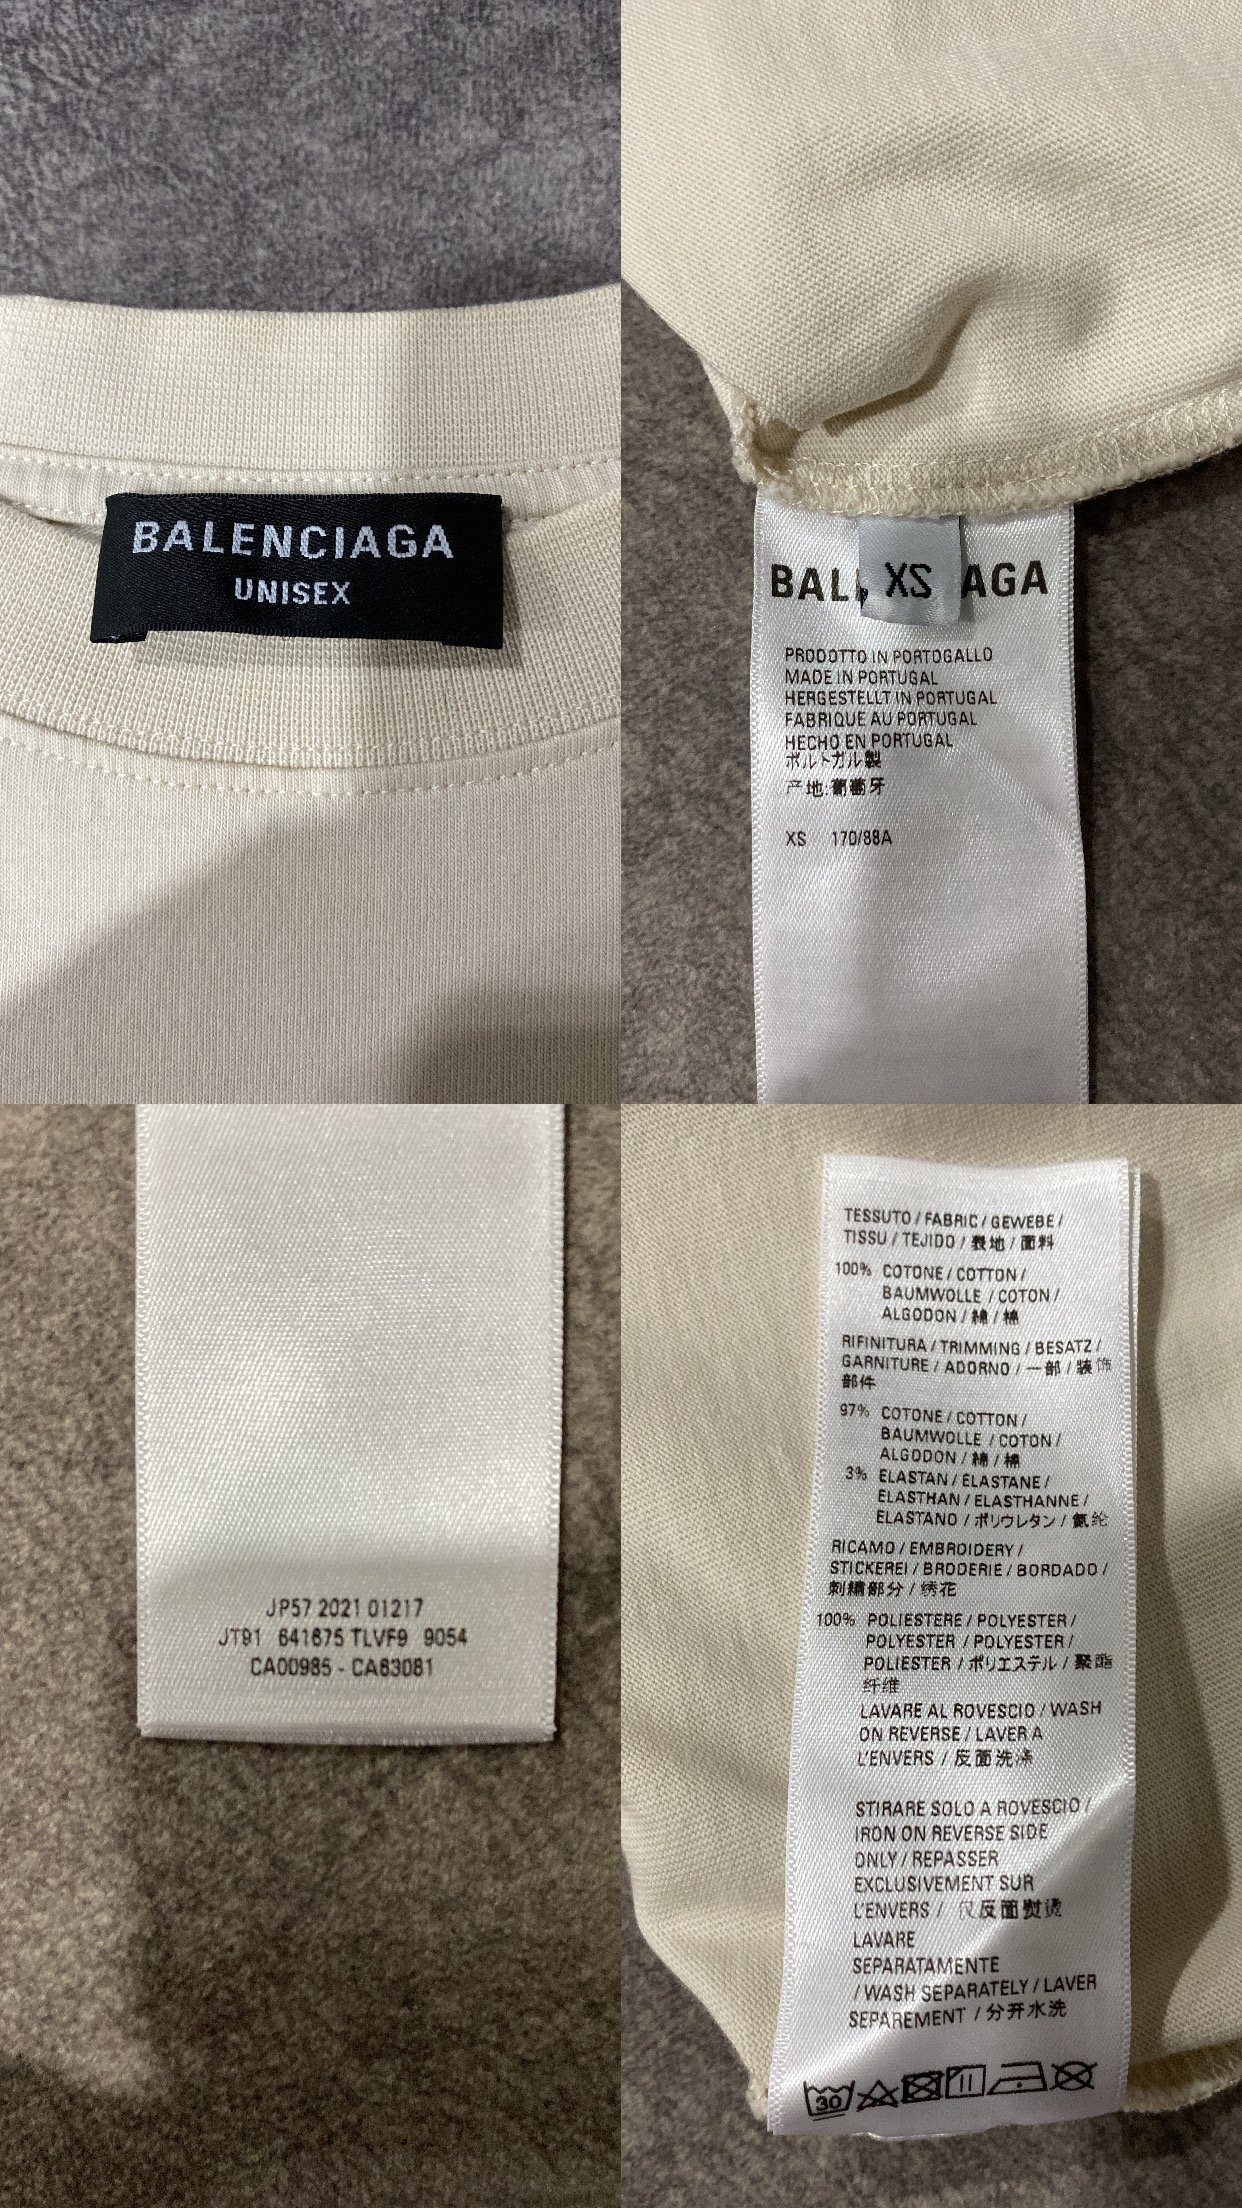 BALENCIAGA
UNISEX
XS
PRODOTTO IN PORTOGALLO
MADE IN PORTUGAL
HERGESTELLT IN PORTUGAL
FABRIQUE AU PORTUGAL
HECHO EN PORTUGAL
ポルトガル製
产地:葡萄牙
XS 170/88A
JP57 2021 01217
JT91 641675 TLVF9 9054
CA00985 - CA63081
TESSUTO / FABRIC / GEWEBE /
TISSU / TEJIDO / 表地 / 面料
100% COTONE / COTTON /
BAUMWOLLE / COTON /
ALGODON / 綿 / 棉
RIFINITURA / TRIMMING / BESATZ /
GARNITURE / ADORNO / 一部 / 装饰
部件
97% COTONE / COTTON /
BAUMWOLLE / COTON /
ALGODON / 綿 / 棉
3% ELASTAN / ELASTANE /
ELASTHAN / ELASTHANNE /
ELASTANO / ポリウレタン / 氨纶
RICAMO / EMBROIDERY /
STICKEREI / BRODERIE / BORDADO /
刺繍部分 / 绣花
100% POLIESTERE / POLYESTER /
POLYESTER / POLYESTER /
POLIESTER / ポリエステル / 聚酯
纤维
LAVARE AL ROVESCIO / WASH
ON REVERSE / LAVER A
L'ENVERS / 反面洗涤
STIRARE SOLO A ROVESCIO /
IRON ON REVERSE SIDE
ONLY / REPASSER
EXCLUSIVEMENT SUR
L'ENVERS / 仅反面熨烫
LAVARE
SEPARATAMENTE
/ WASH SEPARATELY / LAVER
SEPAREMENT / 分开水洗
30